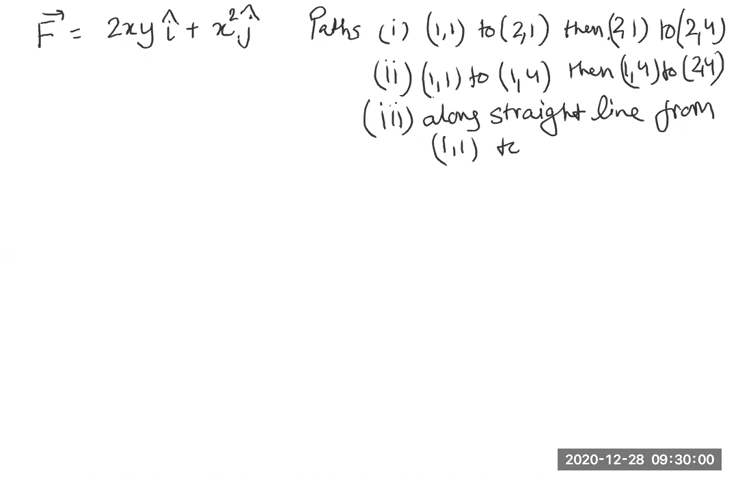 F⃗ = 2xy î + x² ĵ Paths (i) (1,1) to (2,1) then (2,1) to (2,4)
(ii) (1,1) to (1,4) then (1,4) to (2,4)
(iii) along straight line from
(1,1) to
2020-12-28 09:30:00